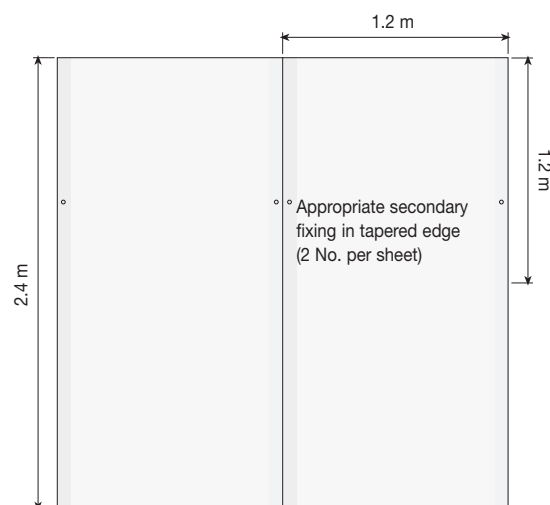 1.2 m
1.2 m
Appropriate secondary
fixing in tapered edge
(2 No. per sheet)
2.4 m